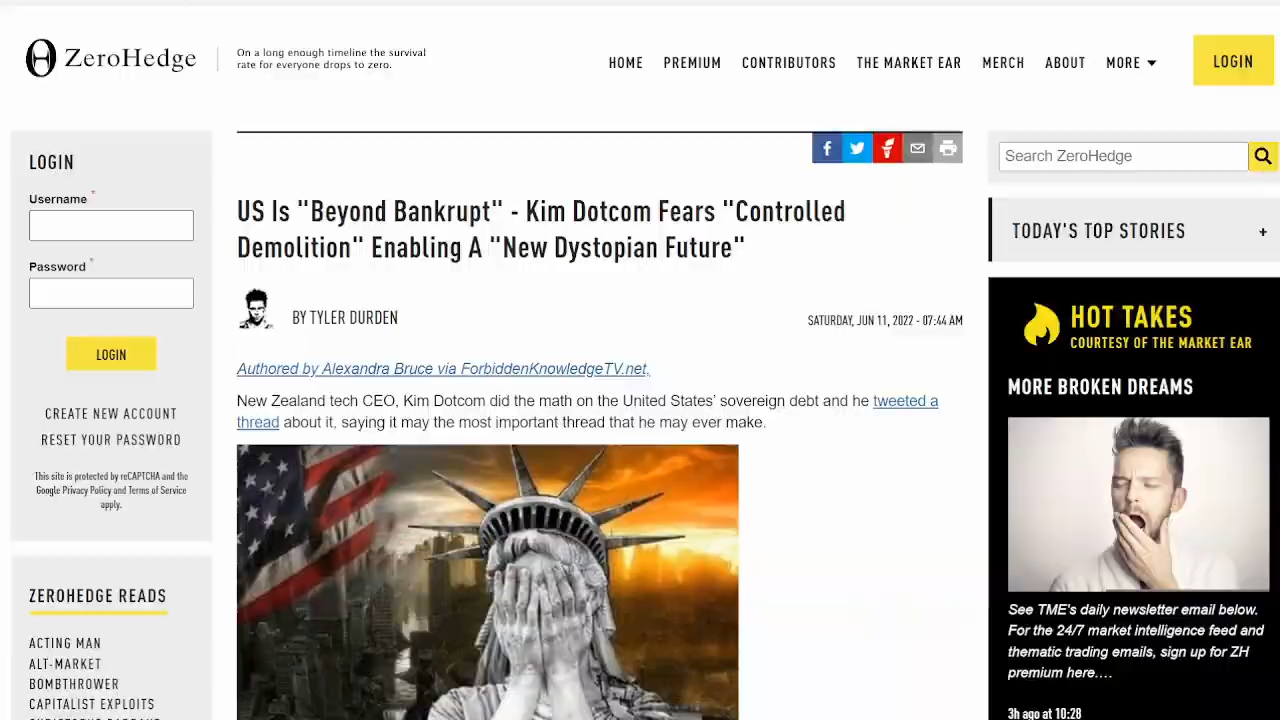 ZeroHedge
On a long enough timeline the survival
rate for everyone drops to zero.
HOME PREMIUM CONTRIBUTORS THE MARKET EAR MERCH ABOUT MORE
LOGIN
LOGIN
Username *
Password *
LOGIN
CREATE NEW ACCOUNT
RESET YOUR PASSWORD
This site is protected by reCAPTCHA and the
Google Privacy Policy and Terms of Service
apply.
ZEROHEDGE READS
ACTING MAN
ALT-MARKET
BOMBTHROWER
CAPITALIST EXPLOITS
US Is "Beyond Bankrupt" - Kim Dotcom Fears "Controlled
Demolition" Enabling A "New Dystopian Future"
BY TYLER DURDEN
SATURDAY, JUN 11, 2022 - 07:44 AM
Authored by Alexandra Bruce via ForbiddenKnowledgeTV.net,
New Zealand tech CEO, Kim Dotcom did the math on the United States' sovereign debt and he tweeted a
thread about it, saying it may the most important thread that he may ever make.
Search ZeroHedge
TODAY'S TOP STORIES +
HOT TAKES
COURTESY OF THE MARKET EAR
MORE BROKEN DREAMS
See TME's daily newsletter email below.
For the 24/7 market intelligence feed and
thematic trading emails, sign up for ZH
premium here....
3h ago at 10:28